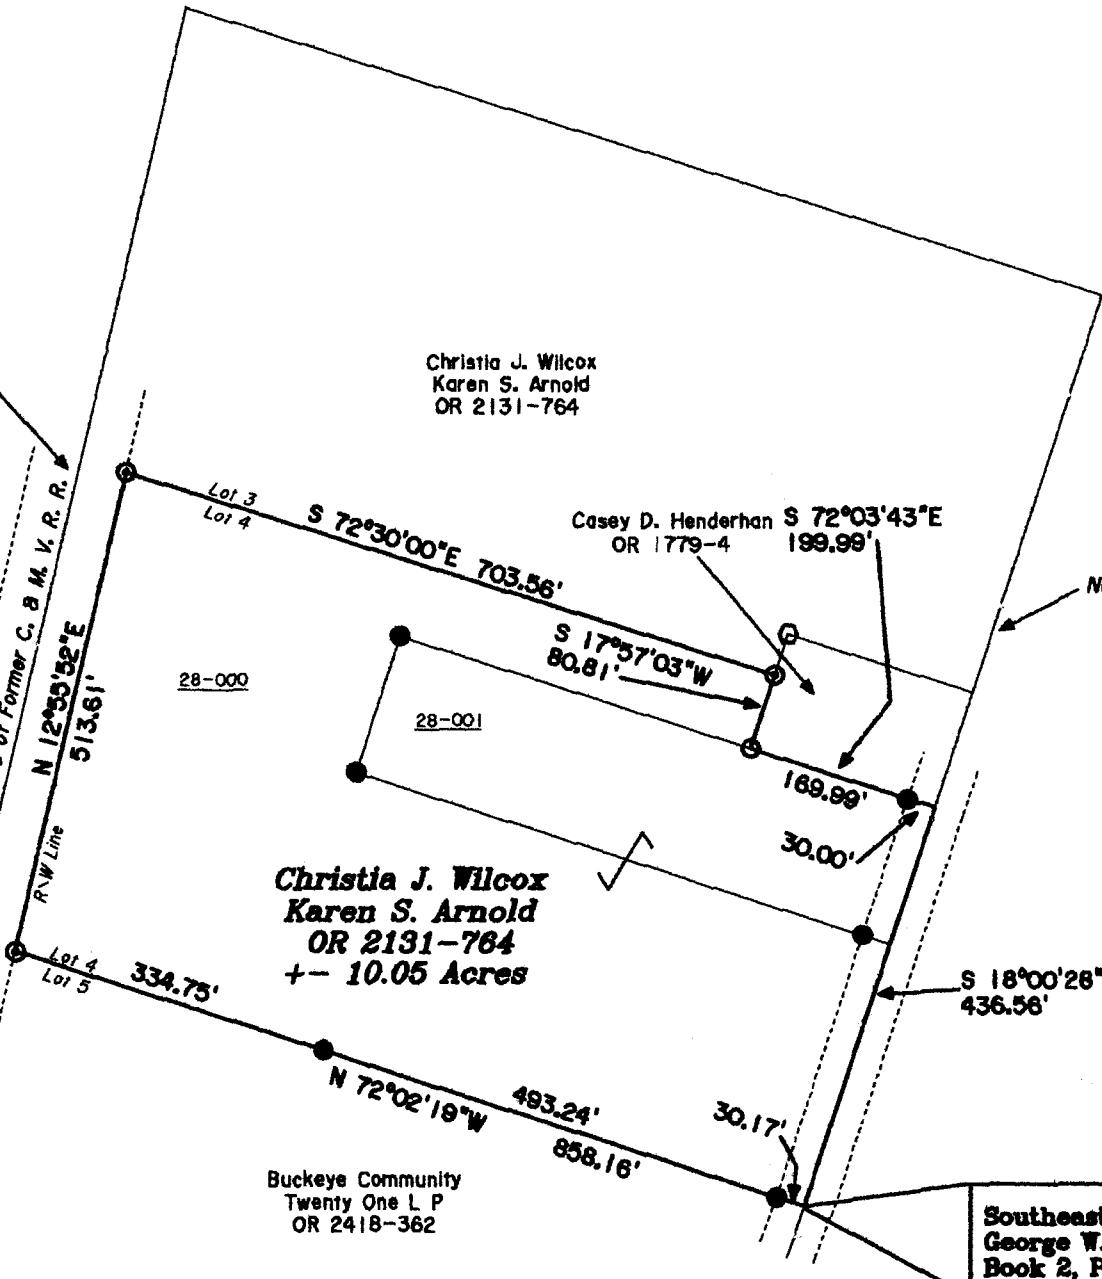 Christia J. Wilcox
Karen S. Arnold
OR 2131-764
Lot 3
Lot 4
S 72°30'00"E 703.56'
Casey D. Henderhan
OR 1779-4
S 72°03'43"E
199.99'
of Former C. & M. V. R. R.
N 12°55'52"E
513.61'
28-000
S 17°57'03"W
80.81'
28-001
169.99'
30.00'
R\W Line
Christia J. Wilcox
Karen S. Arnold
OR 2131-764
+- 10.05 Acres
S 18°00'28"
436.56'
Lot 4
Lot 5
334.75'
N 72°02'19"W
493.24'
858.16'
30.17'
Buckeye Community
Twenty One L P
OR 2418-362
Southeast
George W.
Book 2, P